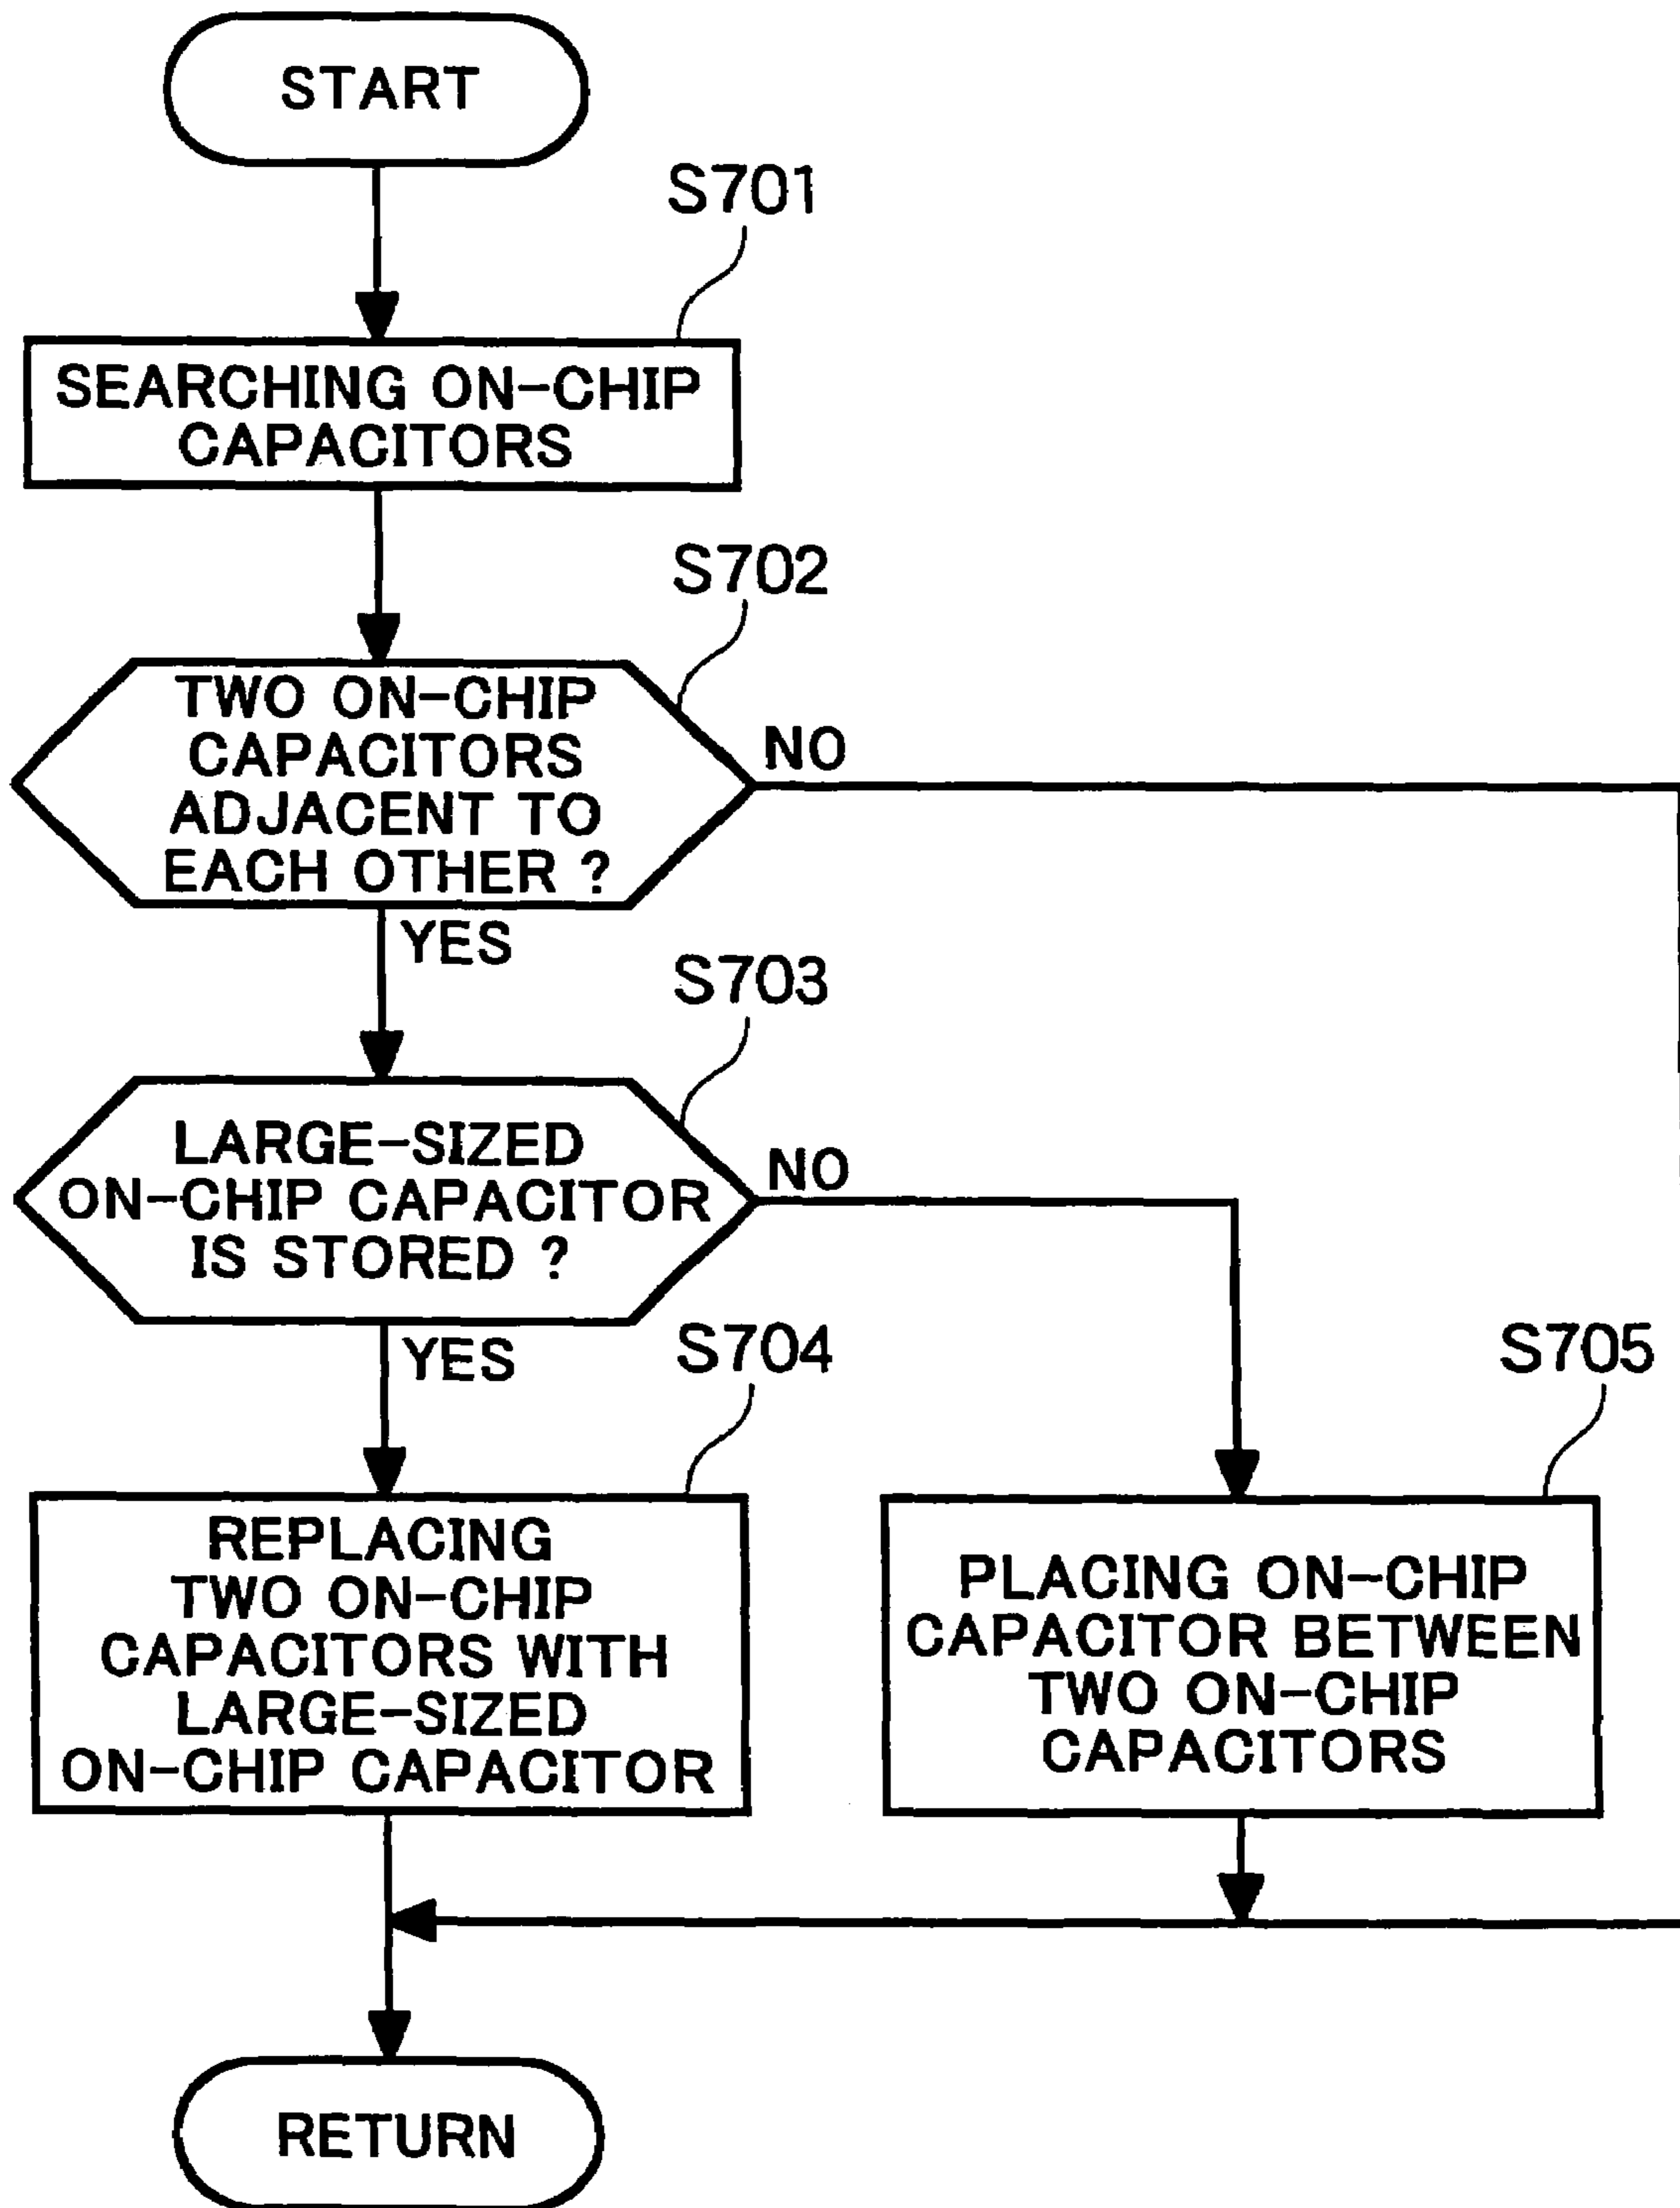 START
S701
SEARCHING ON-CHIP
CAPACITORS
S702
TWO ON-CHIP
CAPACITORS
ADJACENT TO
EACH OTHER ?
NO
YES
S703
LARGE-SIZED
ON-CHIP CAPACITOR
IS STORED ?
NO
YES
S704
REPLACING
TWO ON-CHIP
CAPACITORS WITH
LARGE-SIZED
ON-CHIP CAPACITOR
S705
PLACING ON-CHIP
CAPACITOR BETWEEN
TWO ON-CHIP
CAPACITORS
RETURN